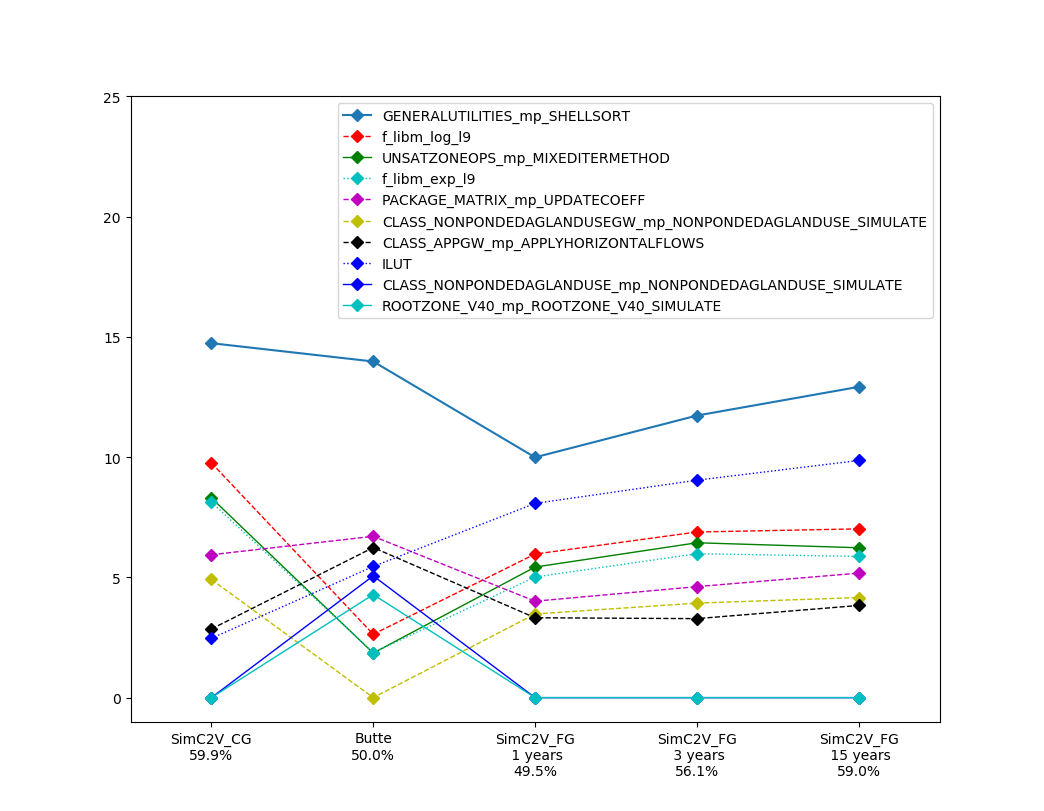 25
20
15
10
5
0
GENERALUTILITIES_mp_SHELLSORT
f_libm_log_l9
UNSATZONEOPS_mp_MIXEDITERMETHOD
f_libm_exp_l9
PACKAGE_MATRIX_mp_UPDATECOEFF
CLASS_NONPONDEDAGLANDUSEGW_mp_NONPONDEDAGLANDUSE_SIMULATE
CLASS_APPGW_mp_APPLYHORIZONTALFLOWS
ILUT
CLASS_NONPONDEDAGLANDUSE_mp_NONPONDEDAGLANDUSE_SIMULATE
ROOTZONE_V40_mp_ROOTZONE_V40_SIMULATE
SimC2V_CG
59.9%
Butte
50.0%
SimC2V_FG
1 years
49.5%
SimC2V_FG
3 years
56.1%
SimC2V_FG
15 years
59.0%